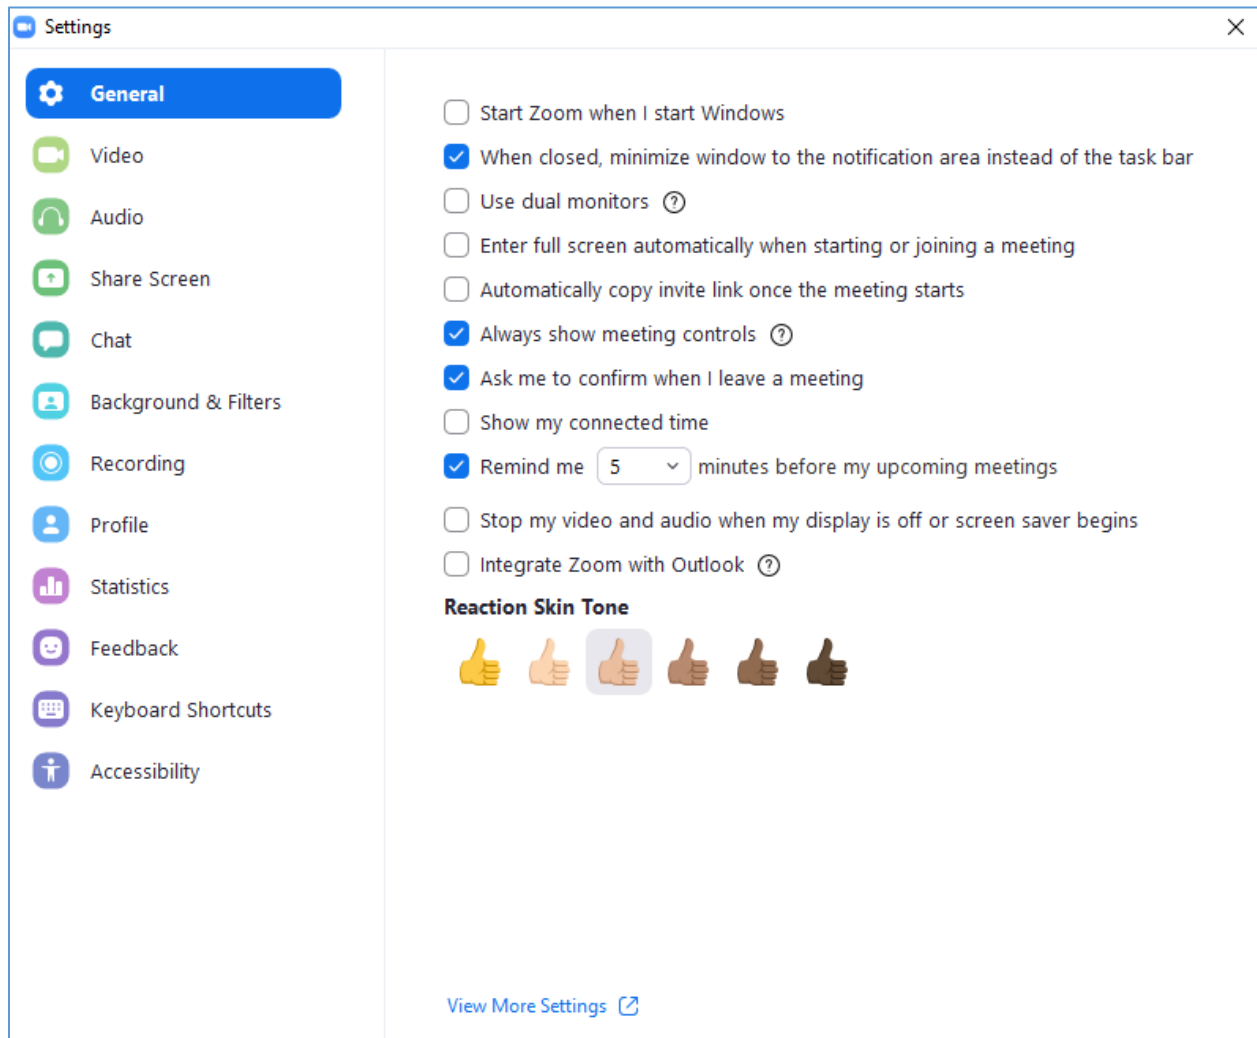 Settings
General
Video
Audio
Share Screen
Chat
Background & Filters
Recording
Profile
Statistics
Feedback
Keyboard Shortcuts
Accessibility
Start Zoom when I start Windows
When closed, minimize window to the notification area instead of the task bar
Use dual monitors ?
Enter full screen automatically when starting or joining a meeting
Automatically copy invite link once the meeting starts
Always show meeting controls ?
Ask me to confirm when I leave a meeting
Show my connected time
Remind me 5 minutes before my upcoming meetings
Stop my video and audio when my display is off or screen saver begins
Integrate Zoom with Outlook ?
Reaction Skin Tone
View More Settings